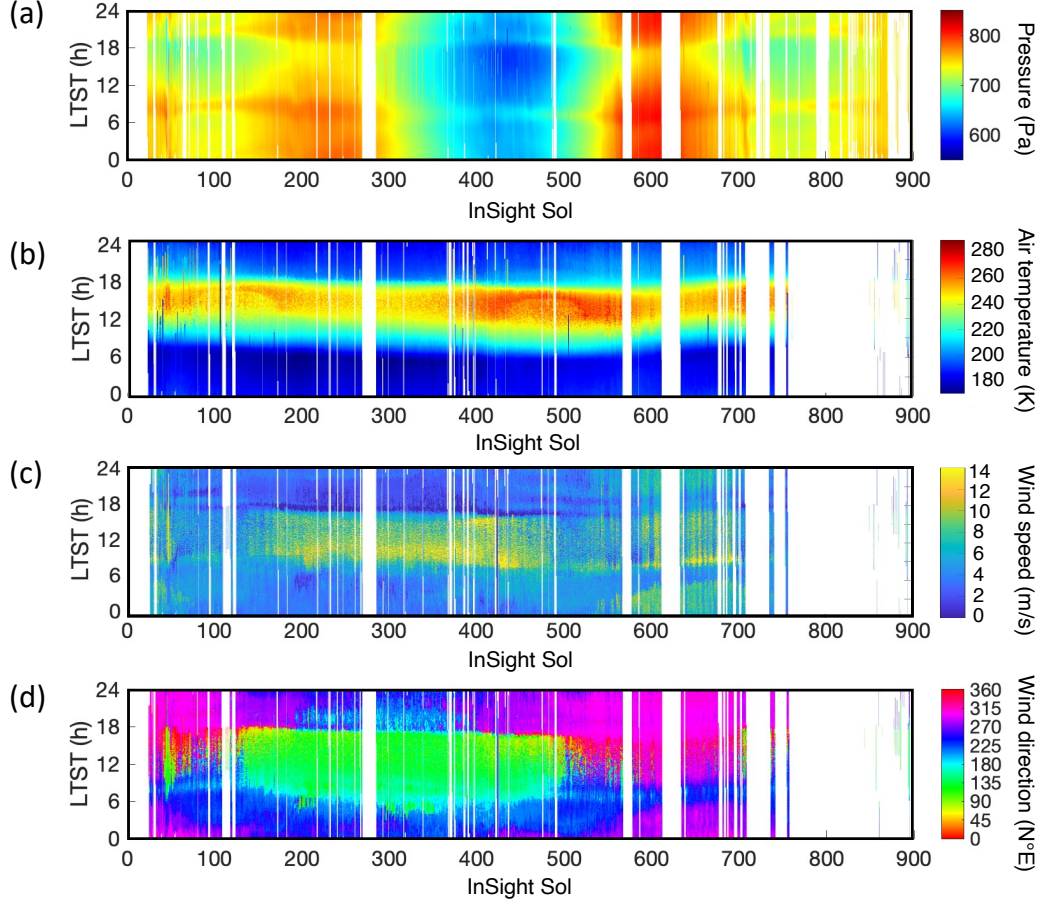 (a)
LTST (h)
24
18
12
6
0
0 100 200 300 400 500 600 700 800 900
InSight Sol
800
700
600
Pressure (Pa)
(b)
LTST (h)
24
18
12
6
0
0 100 200 300 400 500 600 700 800 900
InSight Sol
280
260
240
220
200
180
Air temperature (K)
(c)
LTST (h)
24
18
12
6
0
0 100 200 300 400 500 600 700 800 900
InSight Sol
14
12
10
8
6
4
2
0
Wind speed (m/s)
(d)
LTST (h)
24
18
12
6
0
0 100 200 300 400 500 600 700 800 900
InSight Sol
360
315
270
225
180
135
90
45
0
Wind direction (N°E)